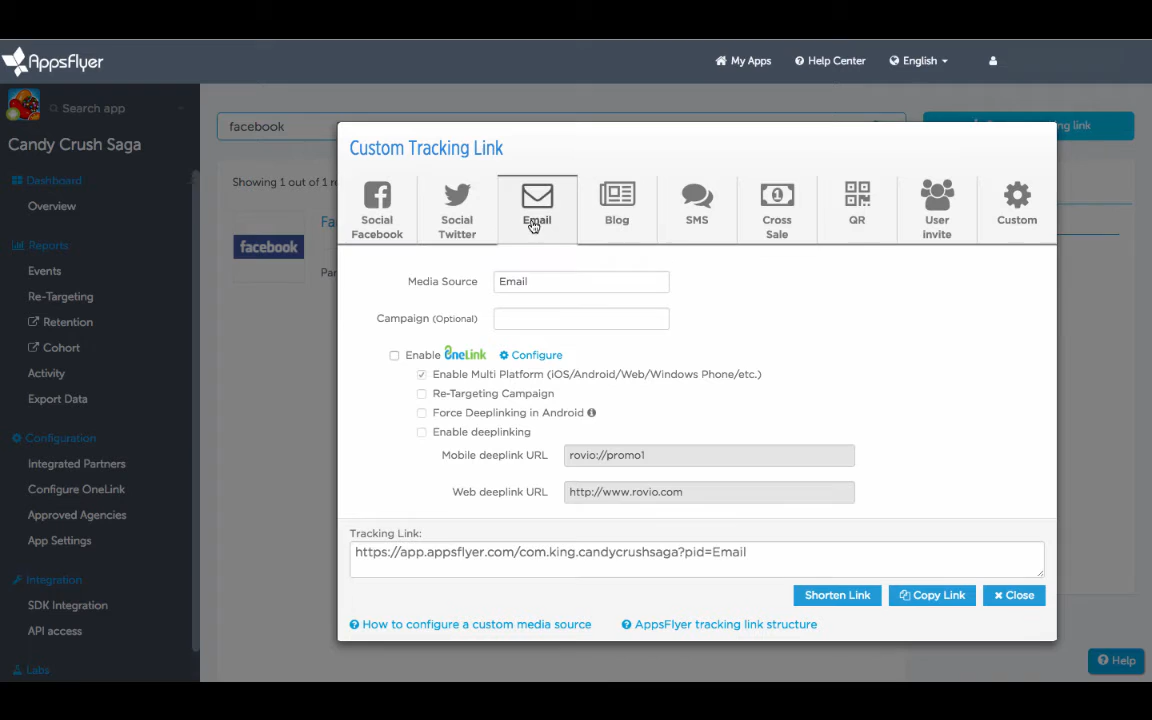 AppsFlyer
My Apps
Help Center
English
Search app
Candy Crush Saga
Dashboard
Overview
Reports
Events
Re-Targeting
Retention
Cohort
Activity
Export Data
Configuration
Integrated Partners
Configure OneLink
Approved Agencies
App Settings
Integration
SDK Integration
API access
Labs
facebook
ing link
Showing 1 out of 1 r
facebook
Fa
Par
Custom Tracking Link
Social
Facebook
Social
Twitter
Email
Blog
SMS
Cross
Sale
QR
User
invite
Custom
Media Source
Email
Campaign (Optional)
Enable OneLink Configure
Enable Multi Platform (iOS/Android/Web/Windows Phone/etc.)
Re-Targeting Campaign
Force Deeplinking in Android
Enable deeplinking
Mobile deeplink URL
rovio://promo1
Web deeplink URL
http://www.rovio.com
Tracking Link:
https://app.appsflyer.com/com.king.candycrushsaga?pid=Email
Shorten Link
Copy Link
Close
How to configure a custom media source
AppsFlyer tracking link structure
Help